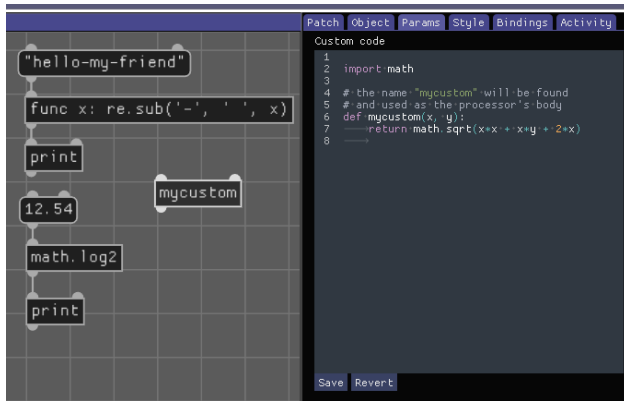 "hello-my-friend"
func x: re.sub('-', ' ', x)
print
12.54
math.log2
print
mycustom
Patch Object Params Style Bindings Activity
Custom code
1
2 import math
3
4 # the name "mycustom" will be found
5 # and used as the processor's body
6 def mycustom(x, y):
7 return math.sqrt(x*x + x*y + 2*x)
8
Save Revert